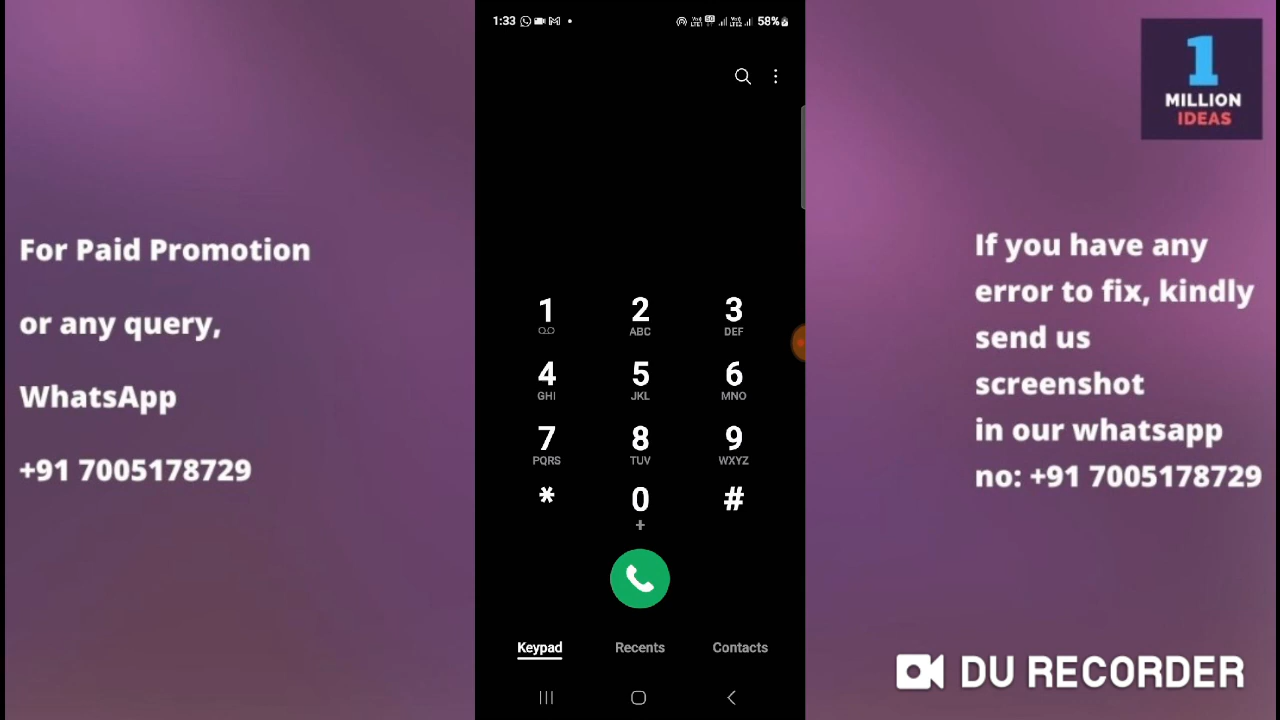 1:33
58%
1
MILLION
IDEAS
For Paid Promotion
or any query,
WhatsApp
+91 7005178729
1 2 3
ABC DEF
4 5 6
GHI JKL MNO
7 8 9
PQRS TUV WXYZ
* 0 #
+
Keypad Recents Contacts
If you have any
error to fix, kindly
send us
screenshot
in our whatsapp
no: +91 7005178729
DU RECORDER